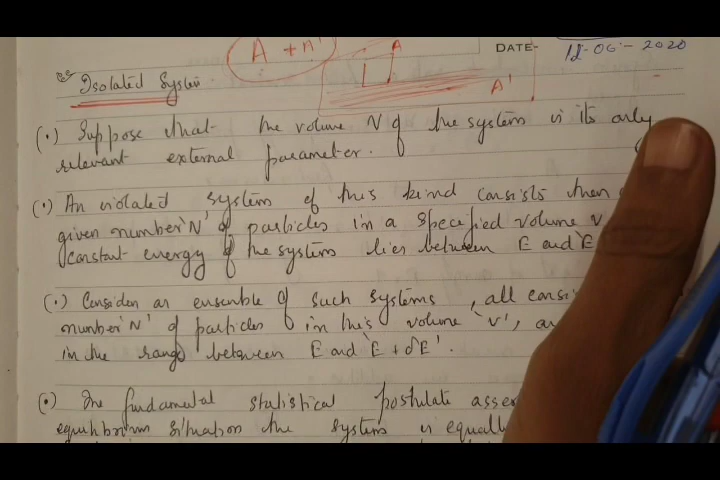 A + A'
A
DATE- 12-06-2020
Isolated System
A'
(.) Suppose that the volume V of the system is its only
relevant external parameter.
(.) An isolated system of this kind consists then
given number 'N' of particles in a specified volume V
constant energy of the system lies between E and E
(.) Consider an ensemble of such systems, all consis
number 'N' of particles in this volume 'V', a
in the range between E and 'E + δE'.
(.) The fundamental statistical postulate asser
equilibrium situation the system is equall